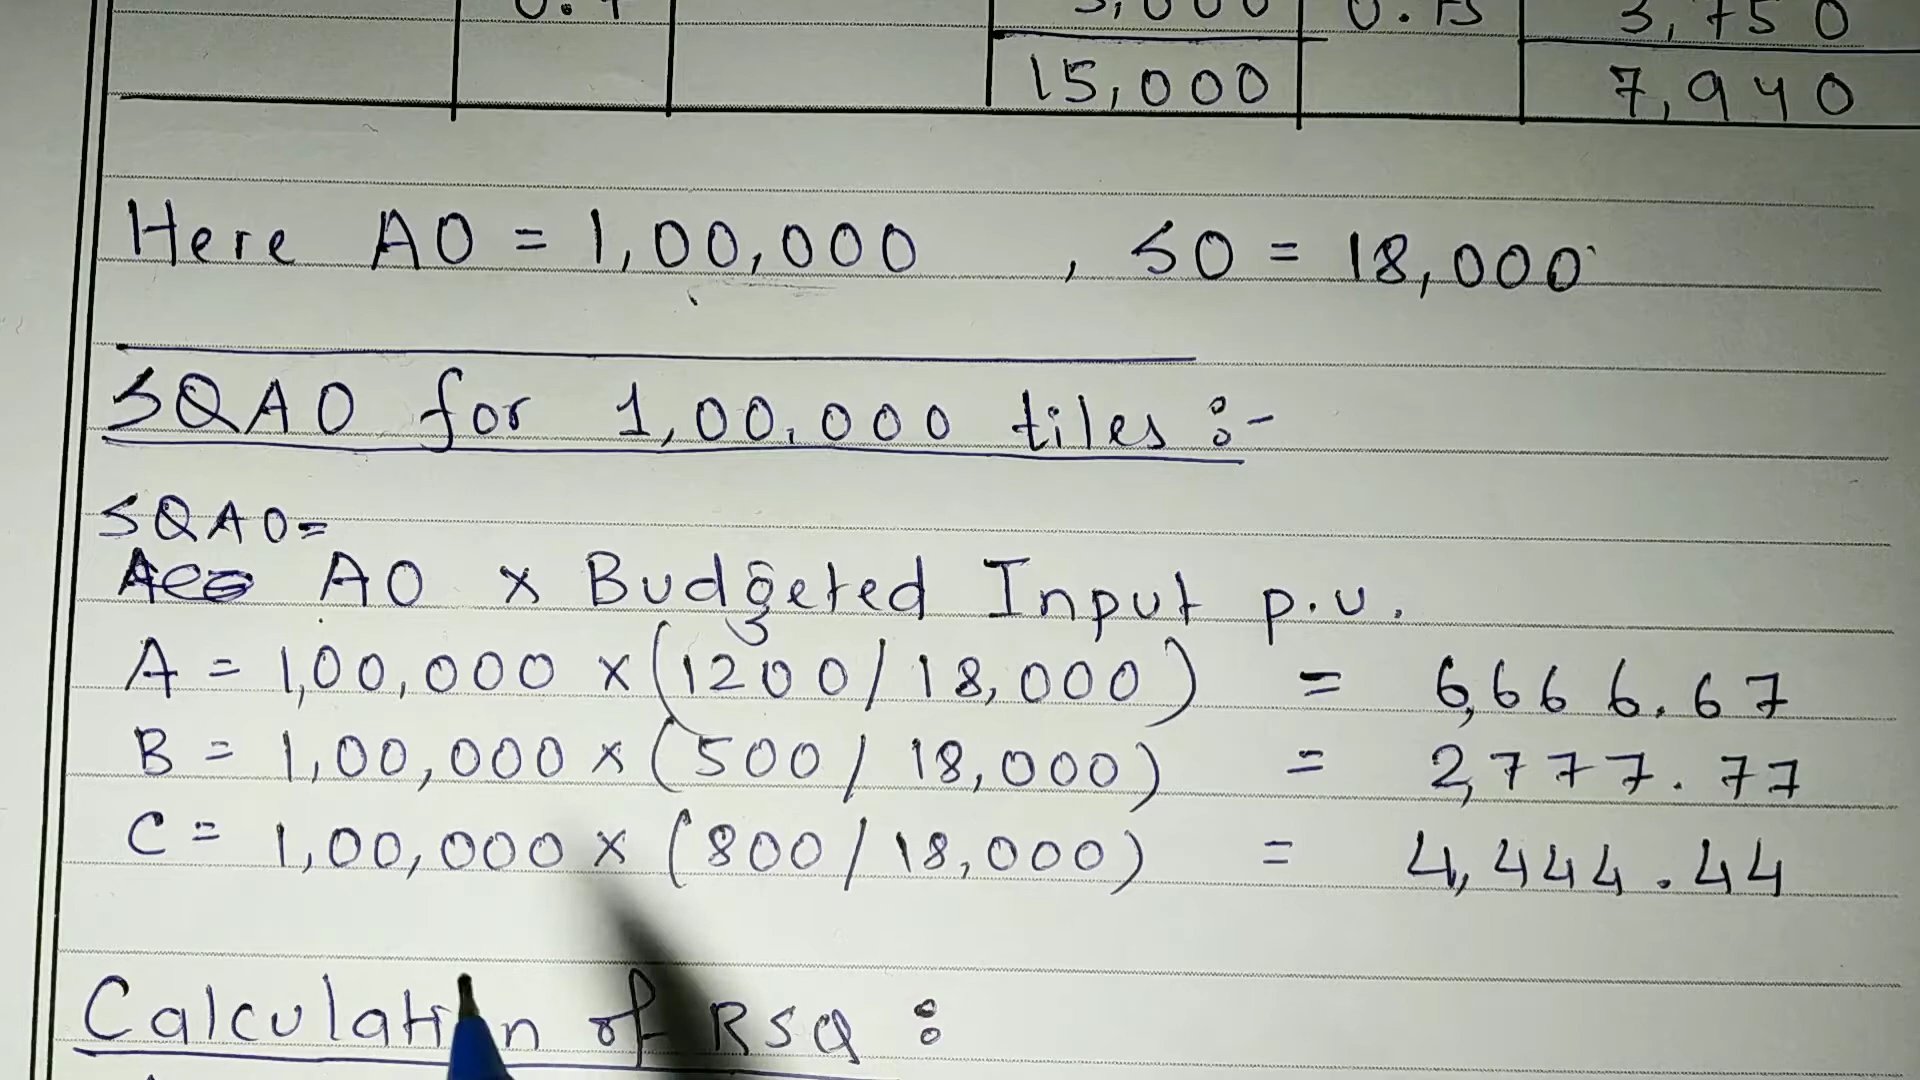 15,000 7,940
Here AO = 1,00,000 , SO = 18,000
SQAO for 1,00,000 tiles :-
SQAO=
AO x Budgeted Input p.u.
A = 1,00,000 x (1200/18,000) = 6,666.67
B = 1,00,000 x (500/18,000) = 2,777.77
C = 1,00,000 x (800/18,000) = 4,444.44
Calculation of RSQ :